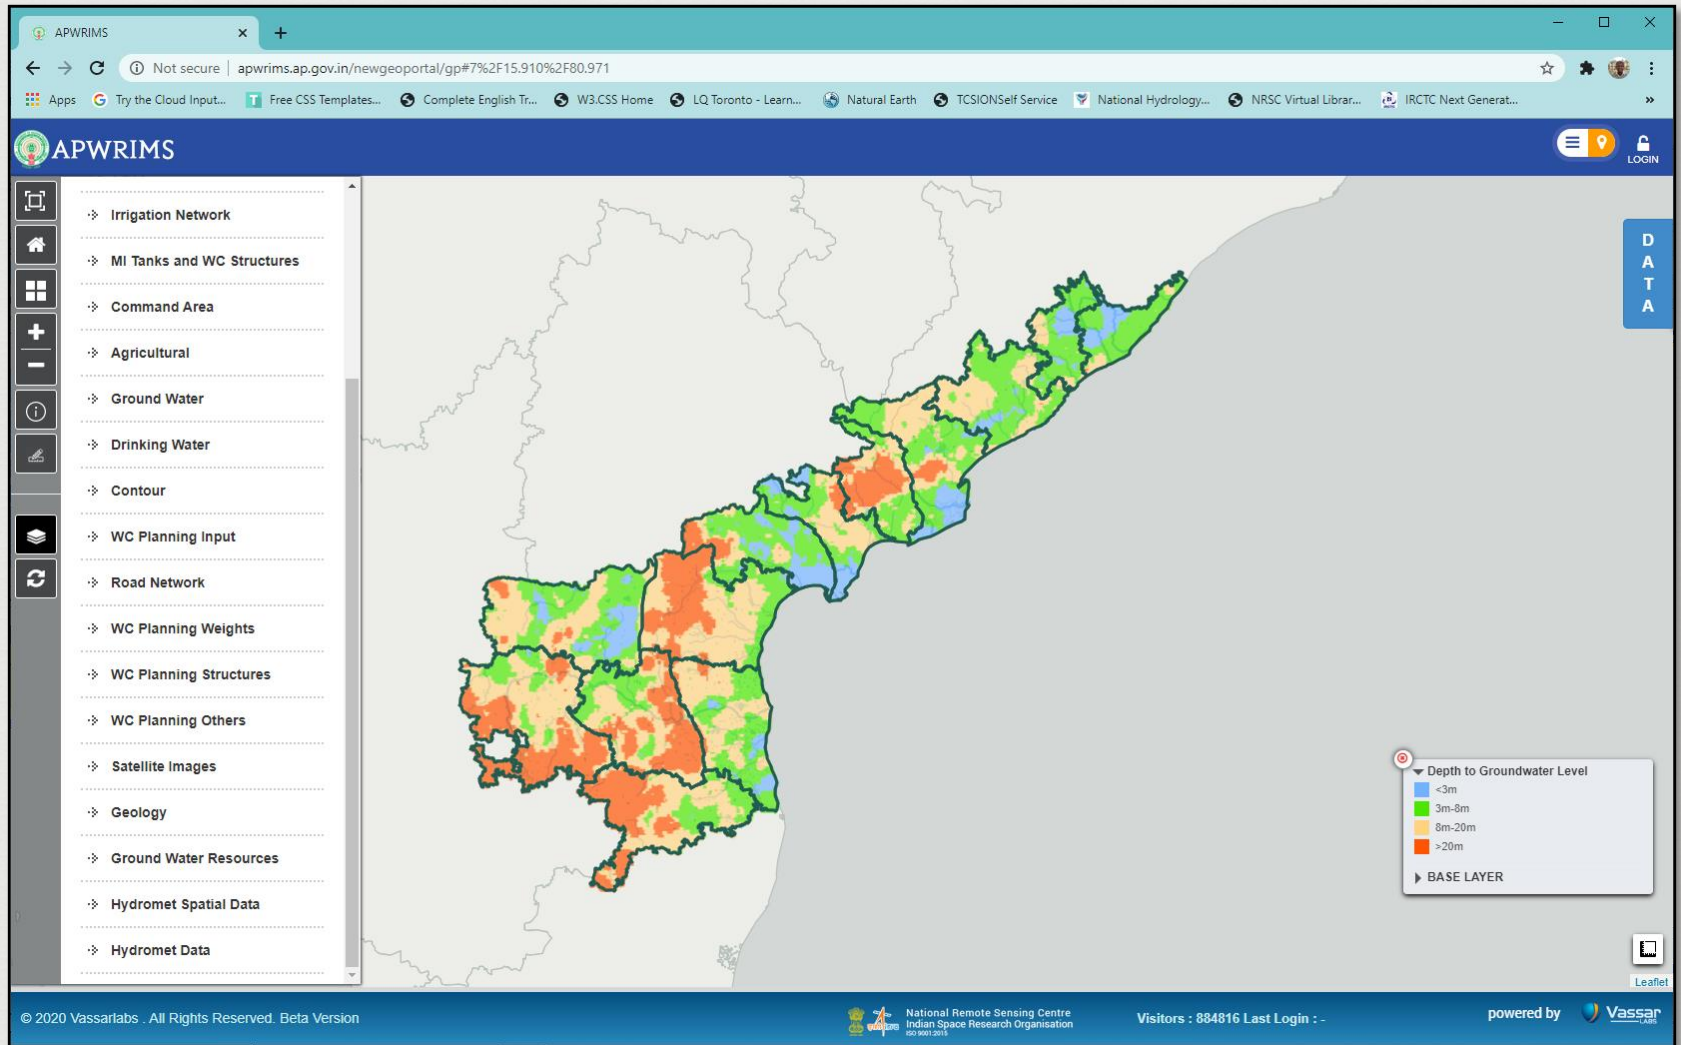 APWRIMS
Not secure | apwrims.ap.gov.in/newgeoportal/gp#7%2F15.910%2F80.971
Apps
Try the Cloud Input...
Free CSS Templates...
Complete English Tr...
W3.CSS Home
LQ Toronto - Learn...
Natural Earth
TCSIONSelf Service
National Hydrology...
NRSC Virtual Librar...
IRCTC Next Generat...
»
APWRIMS
LOGIN
Irrigation Network
MI Tanks and WC Structures
Command Area
Agricultural
Ground Water
Drinking Water
Contour
WC Planning Input
Road Network
WC Planning Weights
WC Planning Structures
WC Planning Others
Satellite Images
Geology
Ground Water Resources
Hydromet Spatial Data
Hydromet Data
D
A
T
A
Depth to Groundwater Level
<3m
3m-8m
8m-20m
>20m
BASE LAYER
Leaflet
© 2020 Vassarlabs . All Rights Reserved. Beta Version
National Remote Sensing Centre
Indian Space Research Organisation
ISO 9001:2015
Visitors : 884816 Last Login : -
powered by
Vassar
LABS